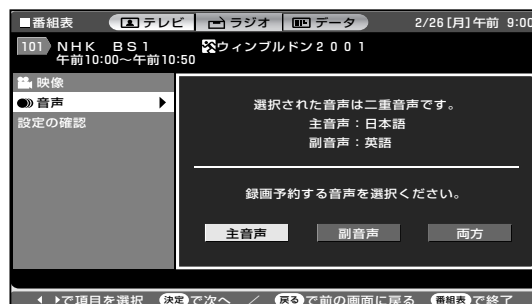 ■番組表 テレビ ラジオ データ 2/26[月]午前 9:00
101 NHK BS1 ウィンブルドン2001
午前10:00〜午前10:50
映像
音声
設定の確認
選択された音声は二重音声です。
主音声：日本語
副音声：英語
録画予約する音声を選択ください。
主音声 副音声 両方
で項目を選択 決定で次へ ／ 戻るで前の画面に戻る 番組表で終了